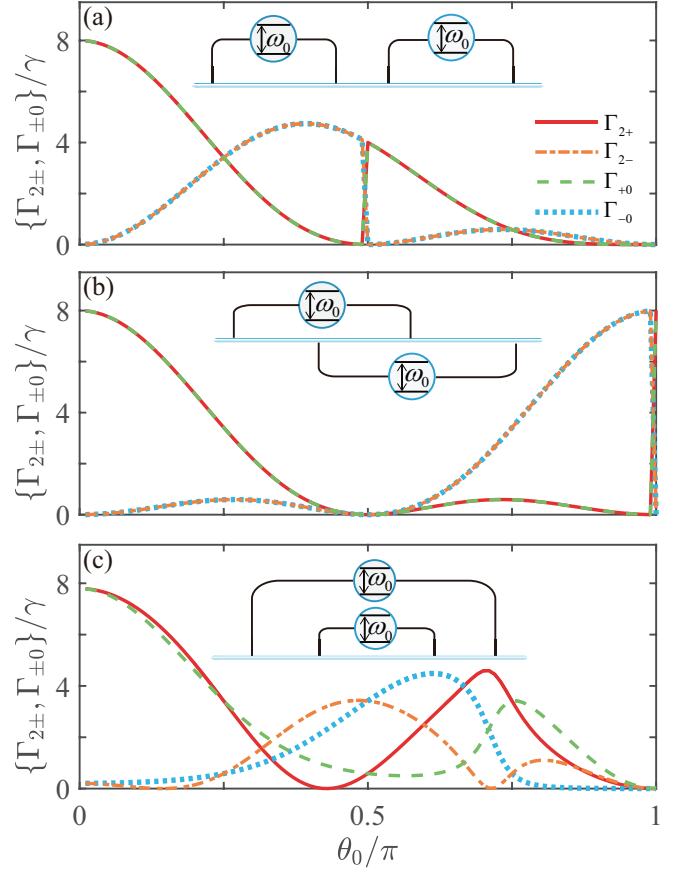 (a)
ω₀
ω₀
{Γ₂±, Γ±₀}/γ
8
4
0
Γ₂₊
Γ₂₋
Γ₊₀
Γ₋₀
(b)
ω₀
ω₀
{Γ₂±, Γ±₀}/γ
8
4
0
(c)
ω₀
ω₀
{Γ₂±, Γ±₀}/γ
8
4
0
0
0.5
1
θ₀/π